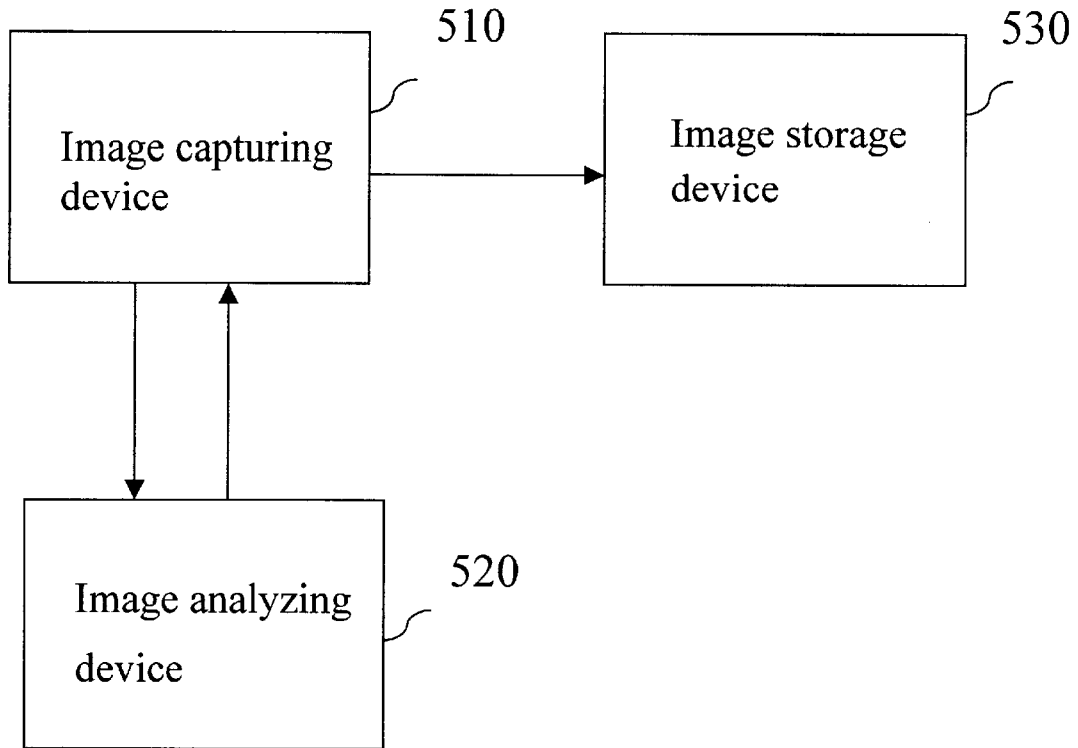 510
530
Image capturing
device
Image storage
device
520
Image analyzing
device